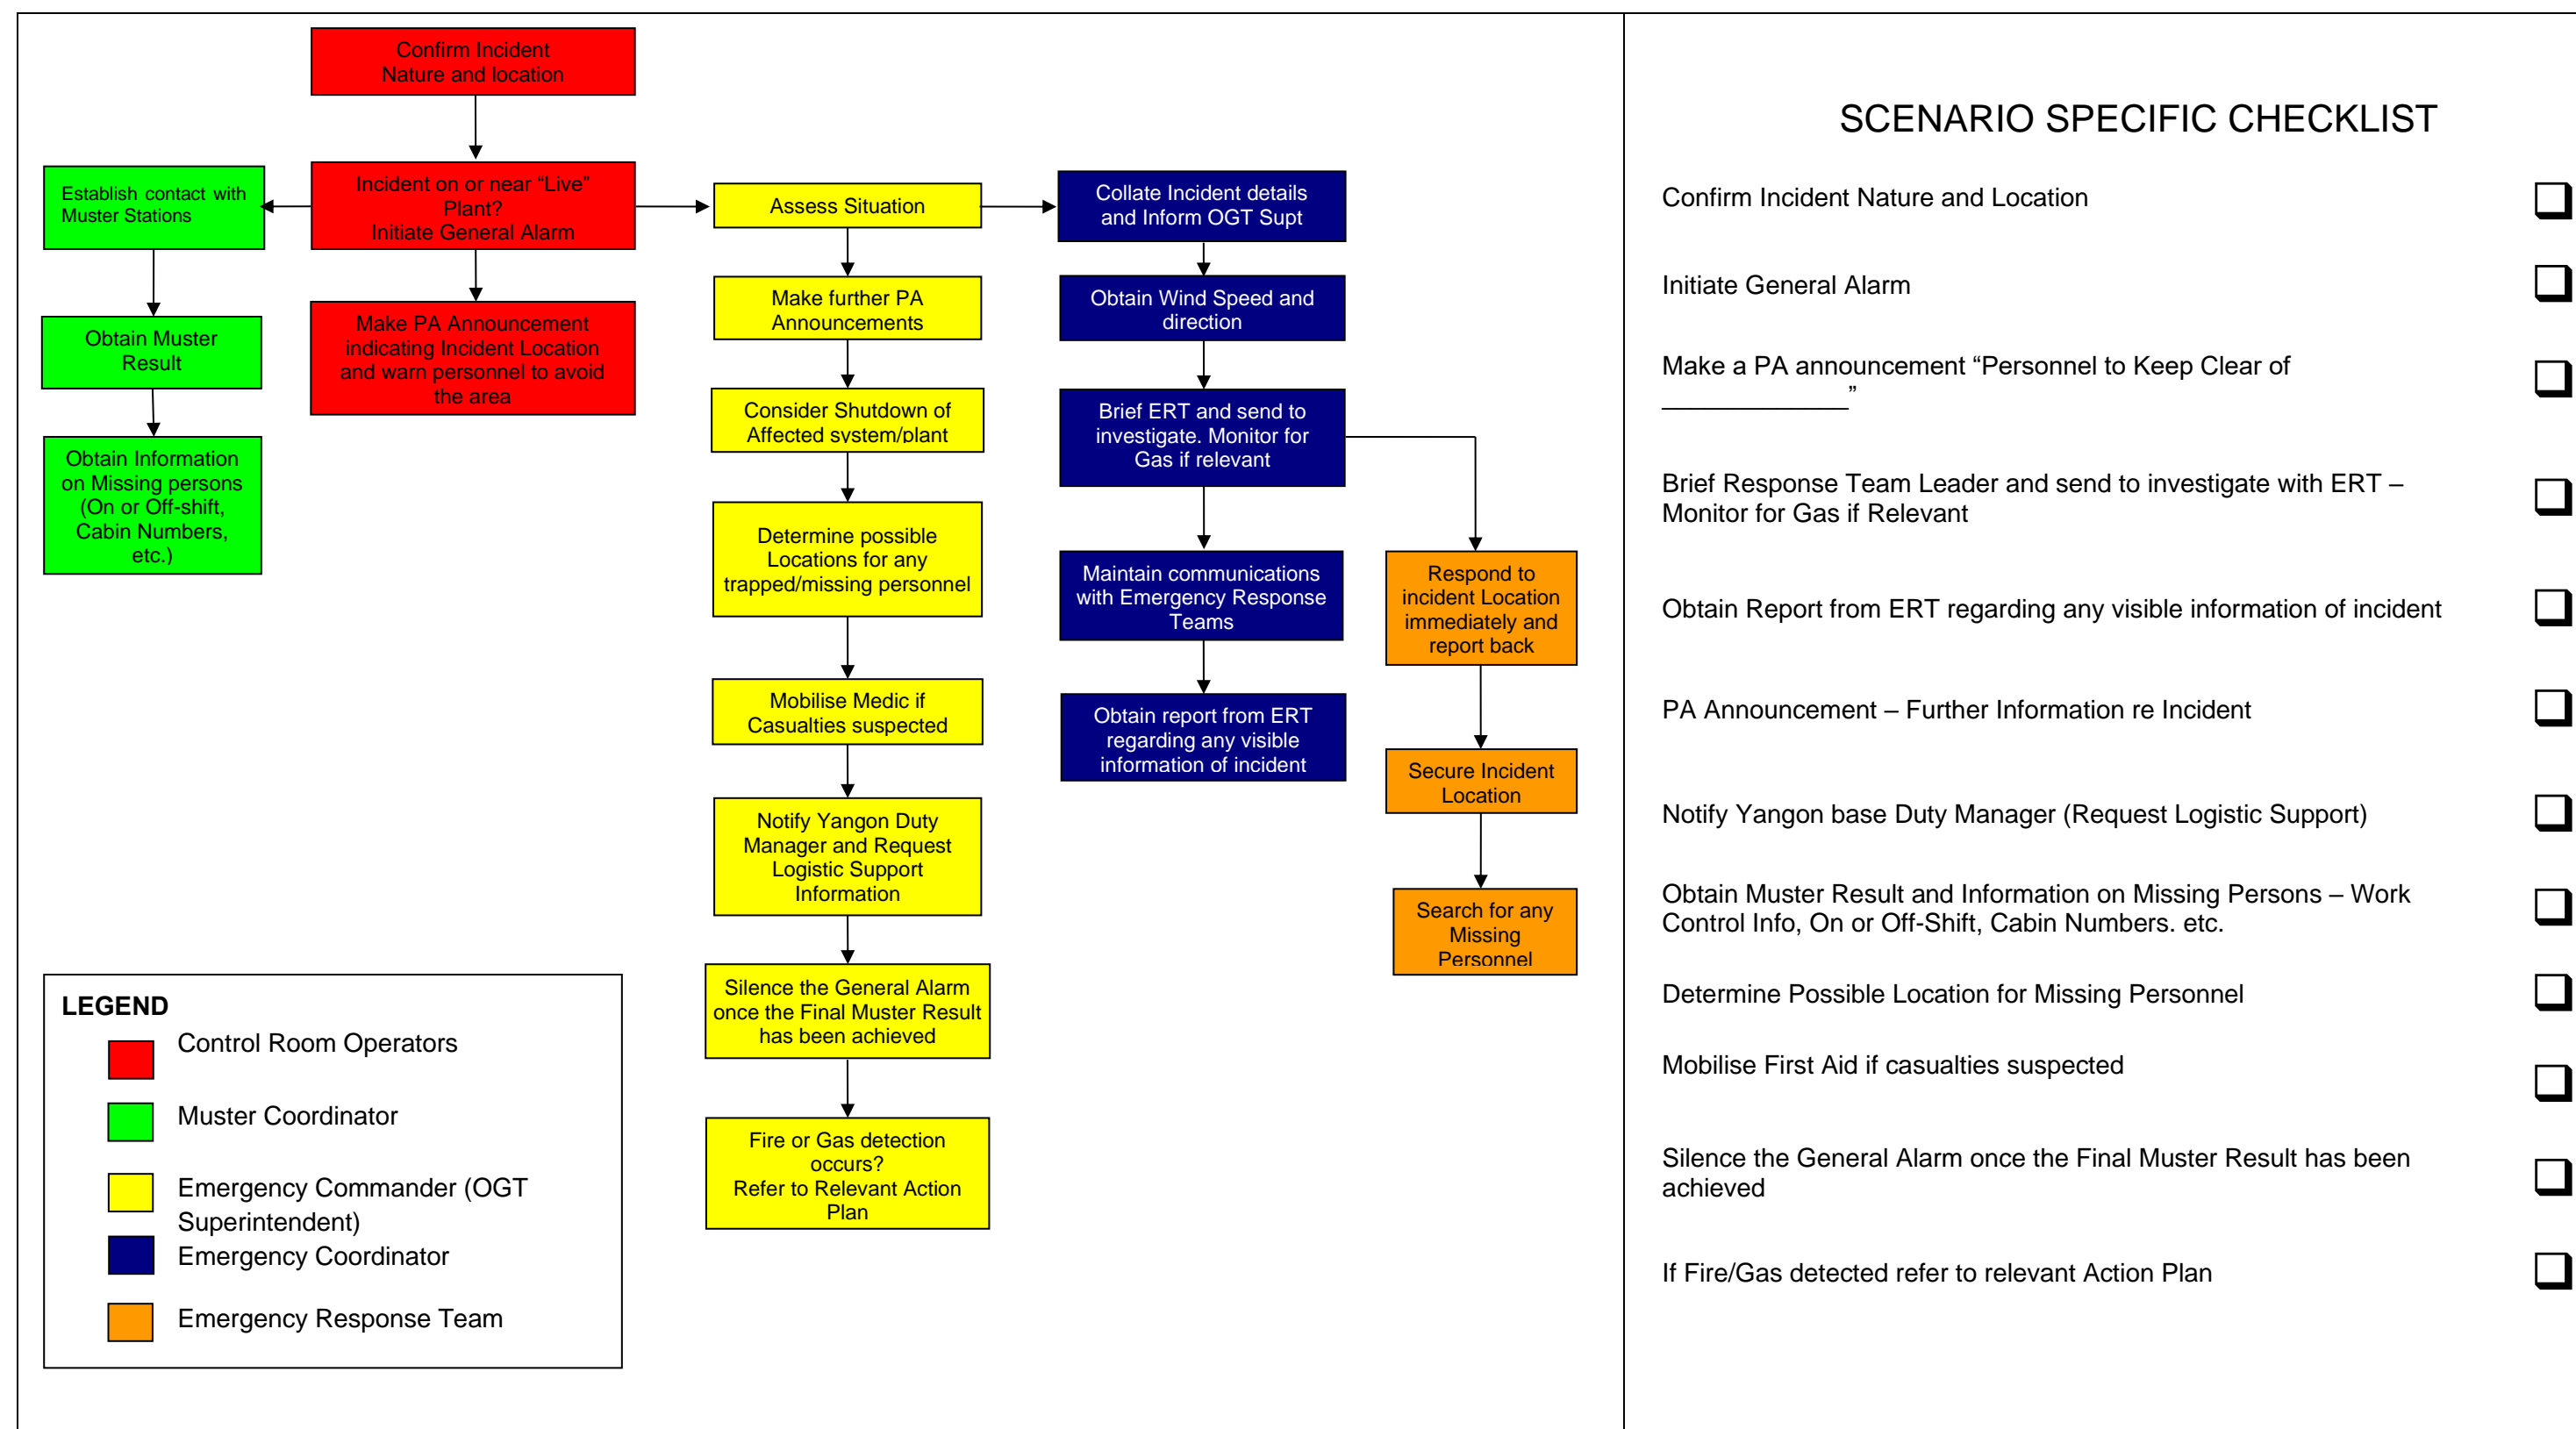 Confirm Incident
Nature and location
Incident on or near “Live”
Plant?
Initiate General Alarm
Make PA Announcement
indicating Incident Location
and warn personnel to avoid
the area
Establish contact with
Muster Stations
Obtain Muster
Result
Obtain Information
on Missing persons
(On or Off-shift,
Cabin Numbers,
etc.)
Assess Situation
Make further PA
Announcements
Consider Shutdown of
Affected system/plant
Determine possible
Locations for any
trapped/missing personnel
Mobilise Medic if
Casualties suspected
Notify Yangon Duty
Manager and Request
Logistic Support
Information
Silence the General Alarm
once the Final Muster Result
has been achieved
Fire or Gas detection
occurs?
Refer to Relevant Action
Plan
Collate Incident details
and Inform OGT Supt
Obtain Wind Speed and
direction
Brief ERT and send to
investigate. Monitor for
Gas if relevant
Maintain communications
with Emergency Response
Teams
Obtain report from ERT
regarding any visible
information of incident
Respond to
incident Location
immediately and
report back
Secure Incident
Location
Search for any
Missing
Personnel
LEGEND
Control Room Operators
Muster Coordinator
Emergency Commander (OGT
Superintendent)
Emergency Coordinator
Emergency Response Team
SCENARIO SPECIFIC CHECKLIST
Confirm Incident Nature and Location
Initiate General Alarm
Make a PA announcement “Personnel to Keep Clear of
_____________”
Brief Response Team Leader and send to investigate with ERT –
Monitor for Gas if Relevant
Obtain Report from ERT regarding any visible information of incident
PA Announcement – Further Information re Incident
Notify Yangon base Duty Manager (Request Logistic Support)
Obtain Muster Result and Information on Missing Persons – Work
Control Info, On or Off-Shift, Cabin Numbers. etc.
Determine Possible Location for Missing Personnel
Mobilise First Aid if casualties suspected
Silence the General Alarm once the Final Muster Result has been
achieved
If Fire/Gas detected refer to relevant Action Plan